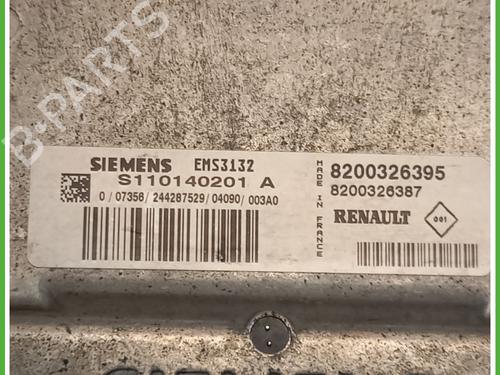 B-PARTS
SIEMENS EMS3132
S110140201 A
0 / 07356/ 244287529/ 04090/ 003A0
MADE IN FRANCE
8200326395
8200326387
RENAULT
001